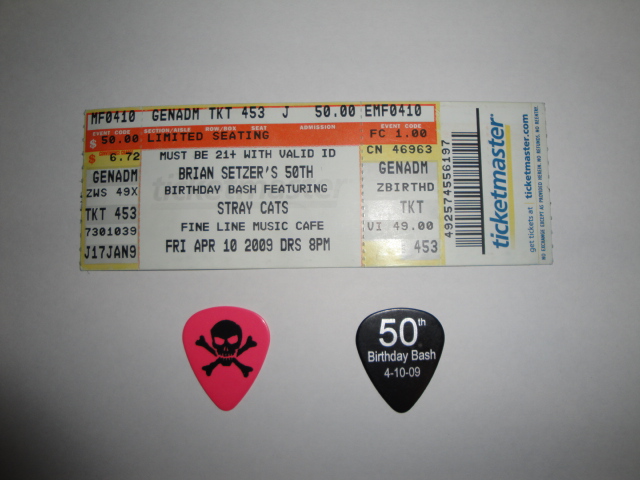 MF0410 GENADM TKT 453 J 50.00 EMF0410
EVENT CODE SECTION/AISLE ROW/BOX SEAT ADMISSION EVENT CODE
$ 50.00 LIMITED SEATING FC 1.00
$ 6.72 MUST BE 21+ WITH VALID ID CN 46963
GENADM BRIAN SETZER'S 50TH GENADM
ZWS 49X BIRTHDAY BASH FEATURING ZBIRTHD
TKT 453 STRAY CATS TKT
7301039 FINE LINE MUSIC CAFE VI 49.00
J17JAN9 FRI APR 10 2009 DRS 8PM 453
492574556197
ticketmaster
get tickets at: ticketmaster.com
50th
Birthday Bash
4-10-09